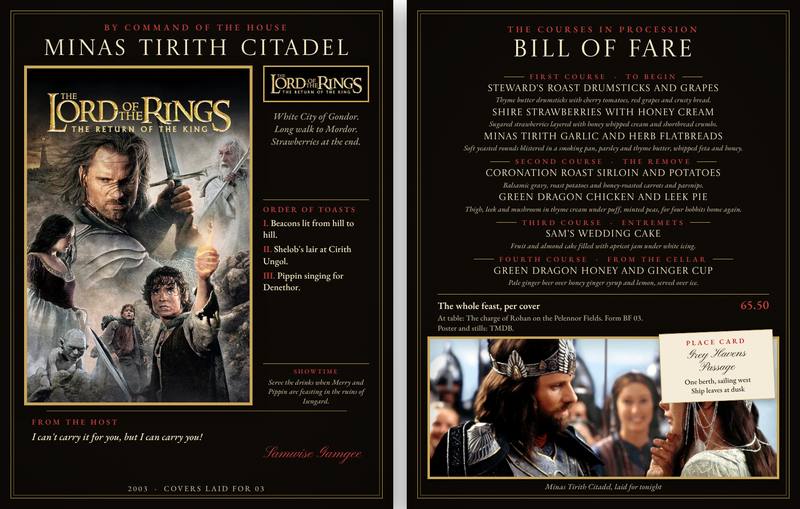 BY COMMAND OF THE HOUSE
MINAS TIRITH CITADEL
THE
LORD OF THE RINGS
THE RETURN OF THE KING
THE
LORD OF THE RINGS
THE RETURN OF THE KING
White City of Gondor.
Long walk to Mordor.
Strawberries at the end.
ORDER OF TOASTS
I. Beacons lit from hill to
hill.
II. Shelob's lair at Cirith
Ungol.
III. Pippin singing for
Denethor.
SHOWTIME
Serve the drinks when Merry and
Pippin are feasting in the ruins of
Isengard.
FROM THE HOST
I can't carry it for you, but I can carry you!
Samwise Gamgee
2003 · COVERS LAID FOR 03
THE COURSES IN PROCESSION
BILL OF FARE
FIRST COURSE · TO BEGIN
STEWARD'S ROAST DRUMSTICKS AND GRAPES
Thyme butter drumsticks with cherry tomatoes, red grapes and crusty bread.
SHIRE STRAWBERRIES WITH HONEY CREAM
Sugared strawberries layered with honey whipped cream and shortbread crumbs.
MINAS TIRITH GARLIC AND HERB FLATBREADS
Soft yeasted rounds blistered in a smoking pan, parsley and thyme butter, whipped feta and honey.
SECOND COURSE · THE REMOVE
CORONATION ROAST SIRLOIN AND POTATOES
Balsamic gravy, roast potatoes and honey-roasted carrots and parsnips.
GREEN DRAGON CHICKEN AND LEEK PIE
Thigh, leek and mushroom in thyme cream under puff, minted peas, for four hobbits home again.
THIRD COURSE · ENTREMETS
SAM'S WEDDING CAKE
Fruit and almond cake filled with apricot jam under white icing.
FOURTH COURSE · FROM THE CELLAR
GREEN DRAGON HONEY AND GINGER CUP
Pale ginger beer over honey ginger syrup and lemon, served over ice.
The whole feast, per cover 65.50
At table: The charge of Rohan on the Pelennor Fields. Form BF 03.
Poster and stills: TMDB.
PLACE CARD
Grey Havens
Passage
One berth, sailing west
Ship leaves at dusk
Minas Tirith Citadel, laid for tonight